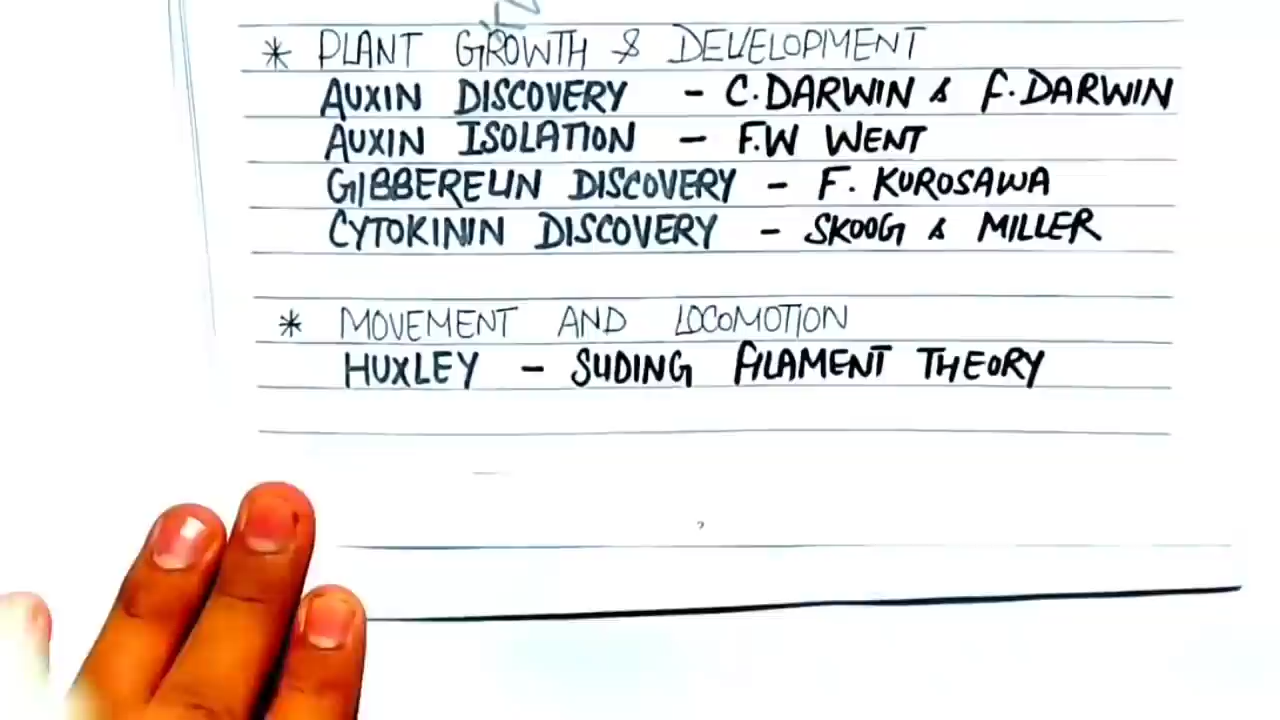 * PLANT GROWTH & DEVELOPMENT
AUXIN DISCOVERY - C. DARWIN & F. DARWIN
AUXIN ISOLATION - F.W WENT
GIBBERELLIN DISCOVERY - F. KUROSAWA
CYTOKININ DISCOVERY - SKOOG & MILLER
* MOVEMENT AND LOCOMOTION
HUXLEY - SLIDING FILAMENT THEORY